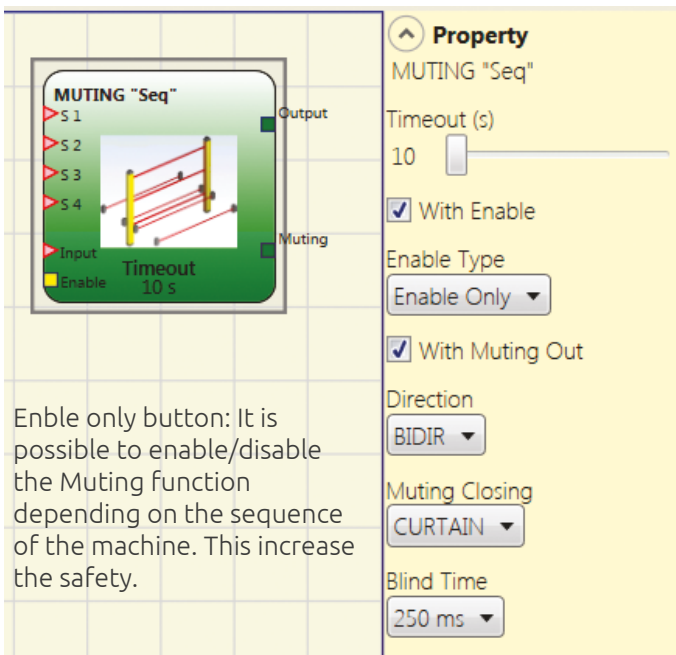 MUTING "Seq"
S 1
S 2
S 3
S 4
Input
Enable
Output
Muting
Timeout
10 s
Enble only button: It is
possible to enable/disable
the Muting function
depending on the sequence
of the machine. This increase
the safety.
Property
MUTING "Seq"
Timeout (s)
10
With Enable
Enable Type
Enable Only
With Muting Out
Direction
BIDIR
Muting Closing
CURTAIN
Blind Time
250 ms